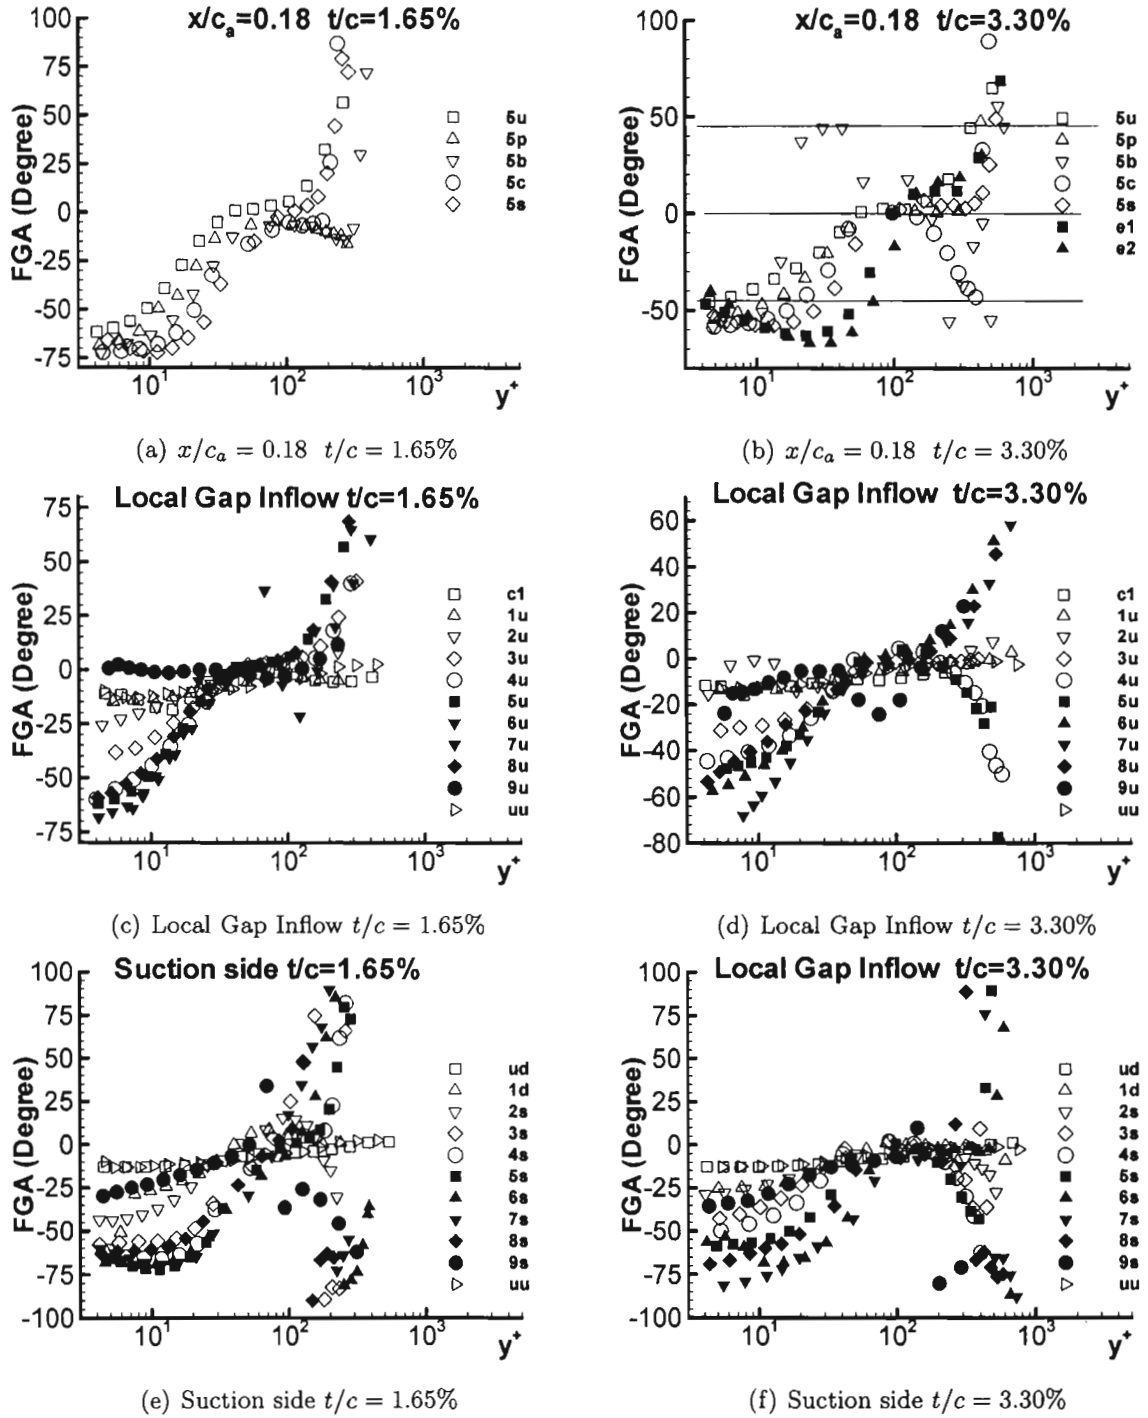 x/ca=0.18 t/c=1.65%
FGA (Degree)
100
75
50
25
0
-25
-50
-75
10^1
10^2
10^3
y+
5u
5p
5b
5c
5s
(a) x/ca = 0.18 t/c = 1.65%
x/ca=0.18 t/c=3.30%
FGA (Degree)
100
50
0
-50
10^1
10^2
10^3
y+
5u
5p
5b
5c
5s
e1
e2
(b) x/ca = 0.18 t/c = 3.30%
Local Gap Inflow t/c=1.65%
FGA (Degree)
75
50
25
0
-25
-50
-75
10^1
10^2
10^3
y+
c1
1u
2u
3u
4u
5u
6u
7u
8u
9u
uu
(c) Local Gap Inflow t/c = 1.65%
Local Gap Inflow t/c=3.30%
FGA (Degree)
60
40
20
0
-20
-40
-60
-80
10^1
10^2
10^3
y+
c1
1u
2u
3u
4u
5u
6u
7u
8u
9u
uu
(d) Local Gap Inflow t/c = 3.30%
Suction side t/c=1.65%
FGA (Degree)
100
75
50
25
0
-25
-50
-75
-100
10^1
10^2
10^3
y+
ud
1d
2s
3s
4s
5s
6s
7s
8s
9s
uu
(e) Suction side t/c = 1.65%
Local Gap Inflow t/c=3.30%
FGA (Degree)
100
75
50
25
0
-25
-50
-75
-100
10^1
10^2
10^3
y+
ud
1d
2s
3s
4s
5s
6s
7s
8s
9s
uu
(f) Suction side t/c = 3.30%